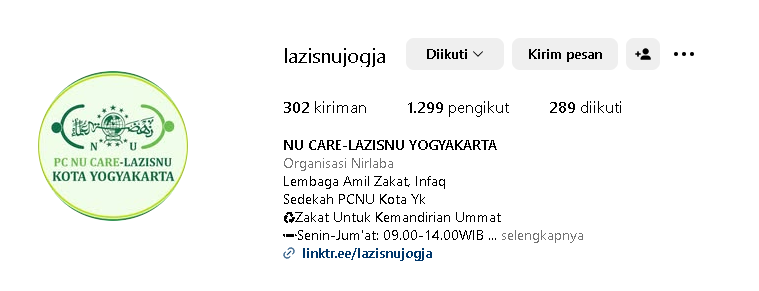 lazisnujogja Diikuti Kirim pesan
302 kiriman 1.299 pengikut 289 diikuti
N U
PC NU CARE-LAZISNU
KOTA YOGYAKARTA
NU CARE-LAZISNU YOGYAKARTA
Organisasi Nirlaba
Lembaga Amil Zakat, Infaq
Sedekah PCNU Kota Yk
♻Zakat Untuk Kemandirian Ummat
Senin-Jum'at: 09.00-14.00WIB ... selengkapnya
linktr.ee/lazisnujogja